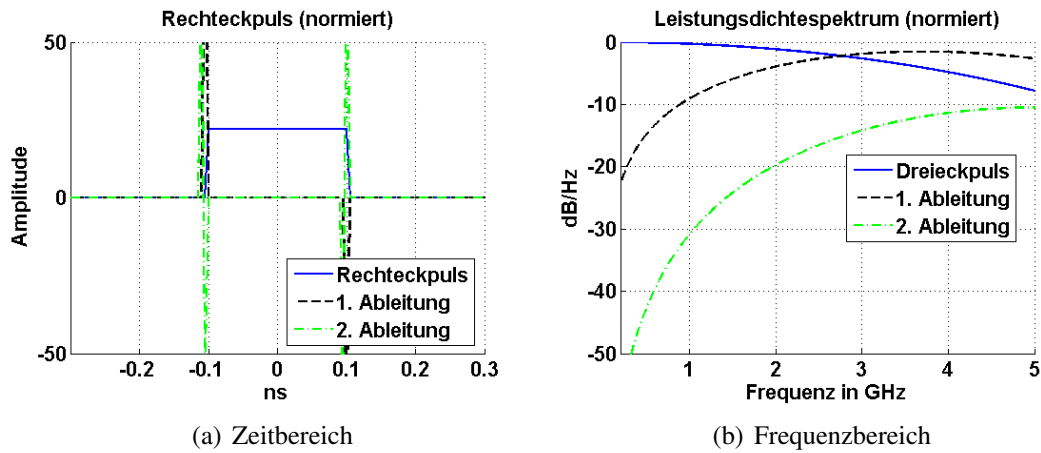 Rechteckpuls (normiert)
50
0
-50
Amplitude
-0.2
-0.1
0
0.1
0.2
0.3
ns
Rechteckpuls
1. Ableitung
2. Ableitung
(a) Zeitbereich
Leistungsdichtespektrum (normiert)
0
-10
-20
-30
-40
-50
dB/Hz
1
2
3
4
5
Frequenz in GHz
Dreieckpuls
1. Ableitung
2. Ableitung
(b) Frequenzbereich